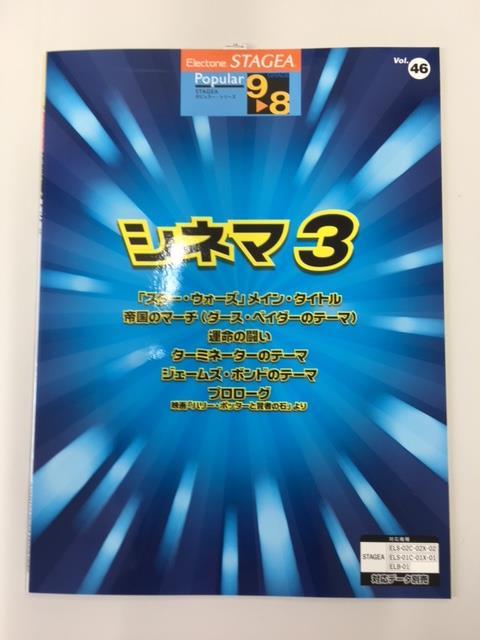 Electone STAGEA
Popular
GRADE
STAGEA
ポピュラー・シリーズ
9▶8
Vol. 46
シネマ 3
「スター・ウォーズ」メイン・タイトル
帝国のマーチ(ダース・ベイダーのテーマ)
運命の闘い
ターミネーターのテーマ
ジェームズ・ボンドのテーマ
プロローグ
映画「ハリー・ポッターと賢者の石」より
対応機種
STAGEA
ELS-02C・02X・02
ELS-01C・01X・01
ELB-01
対応データ別売